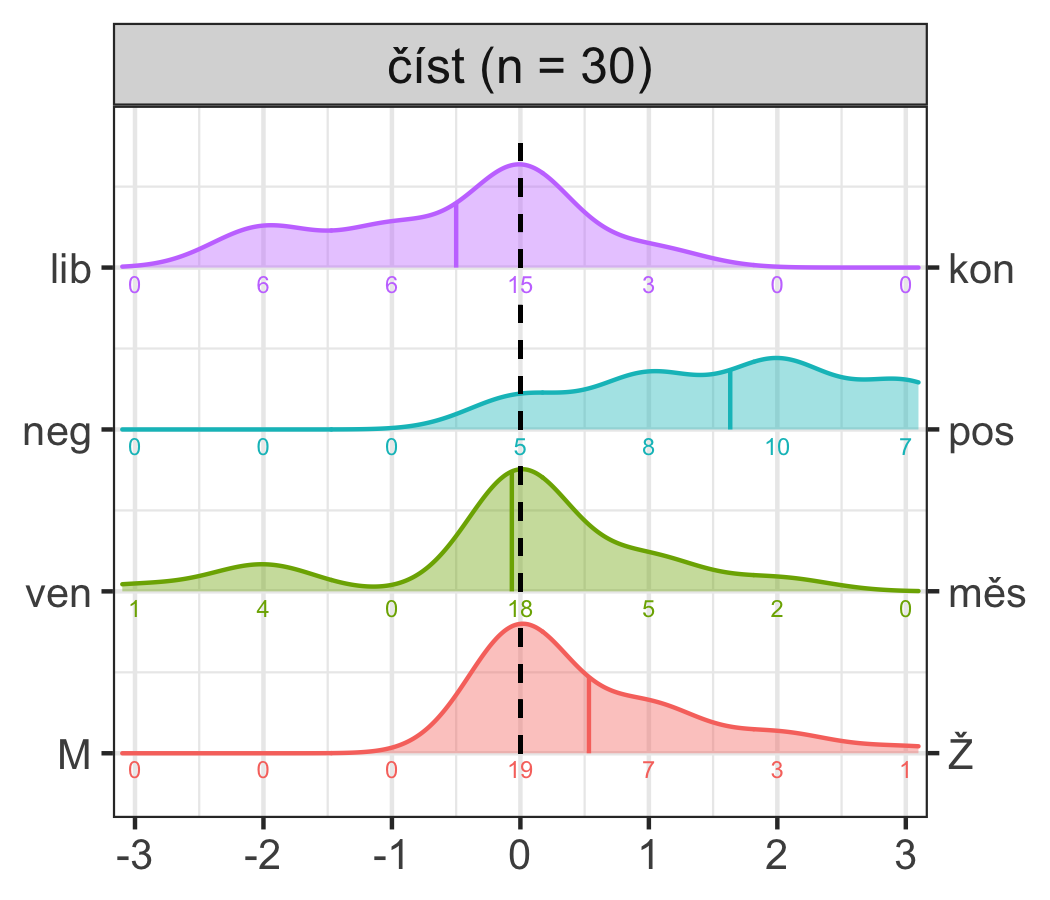 číst (n = 30)
lib kon
0 6 6 15 3 0 0
neg pos
0 0 0 5 8 10 7
ven měs
1 4 0 18 5 2 0
M Ž
0 0 0 19 7 3 1
-3 -2 -1 0 1 2 3